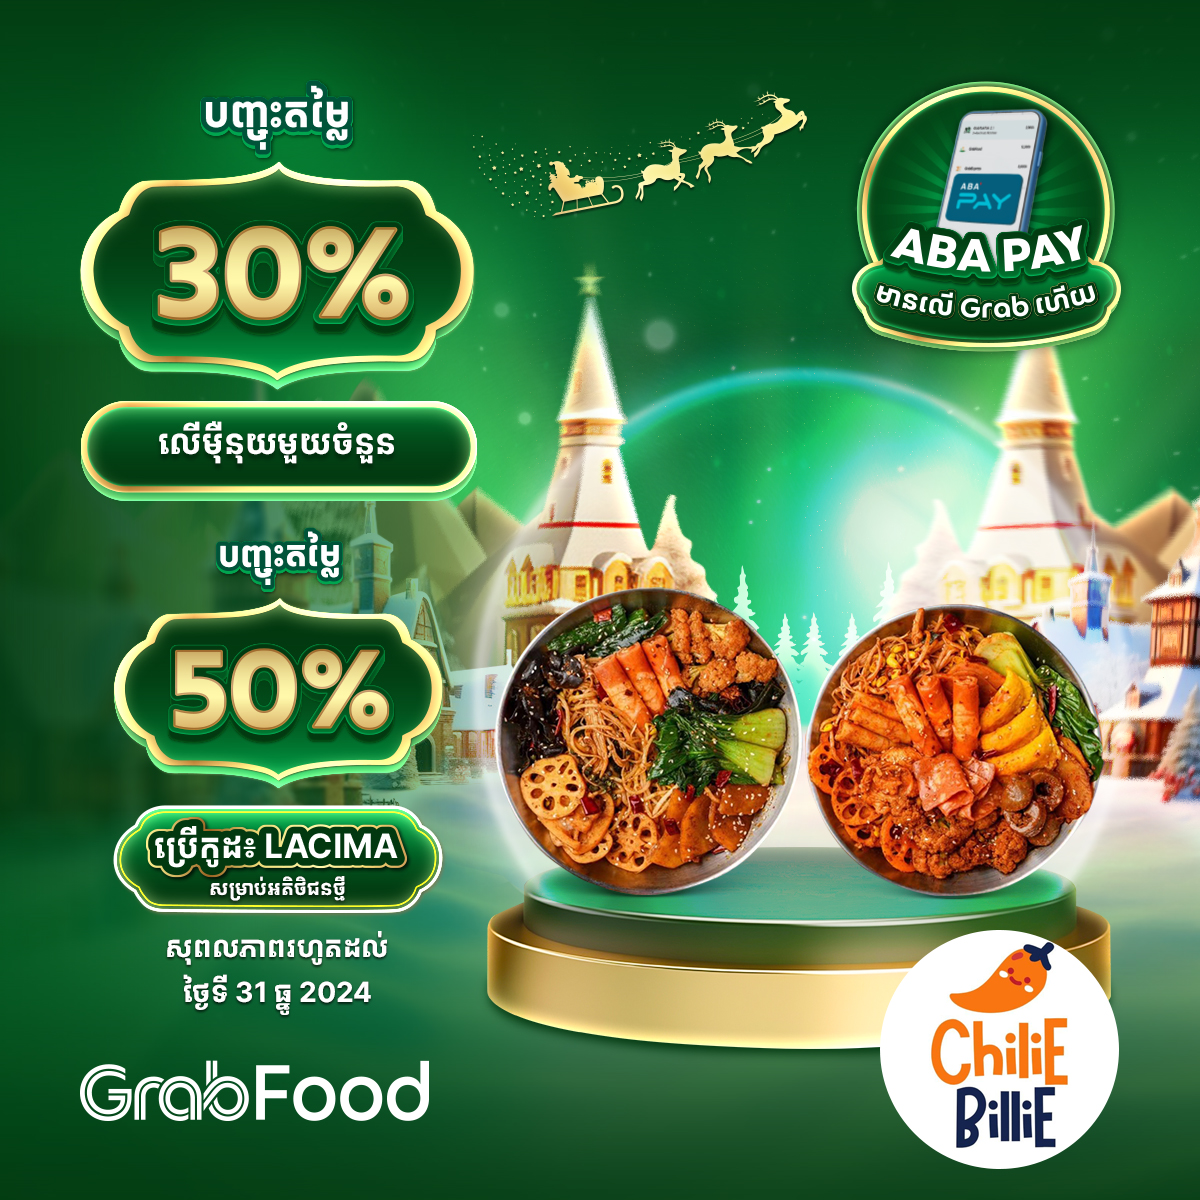 បញ្ចុះតម្លៃ
30%
លើម៉ឺនុយមួយចំនួន
បញ្ចុះតម្លៃ
50%
ប្រើកូដ៖ LACIMA
សម្រាប់អតិថិជនថ្មី
សុពលភាពរហូតដល់
ថ្ងៃទី 31 ធ្នូ 2024
GrabFood
ABA
PAY
ABA PAY
មានលើ Grab ហើយ
ChiliE
BilliE